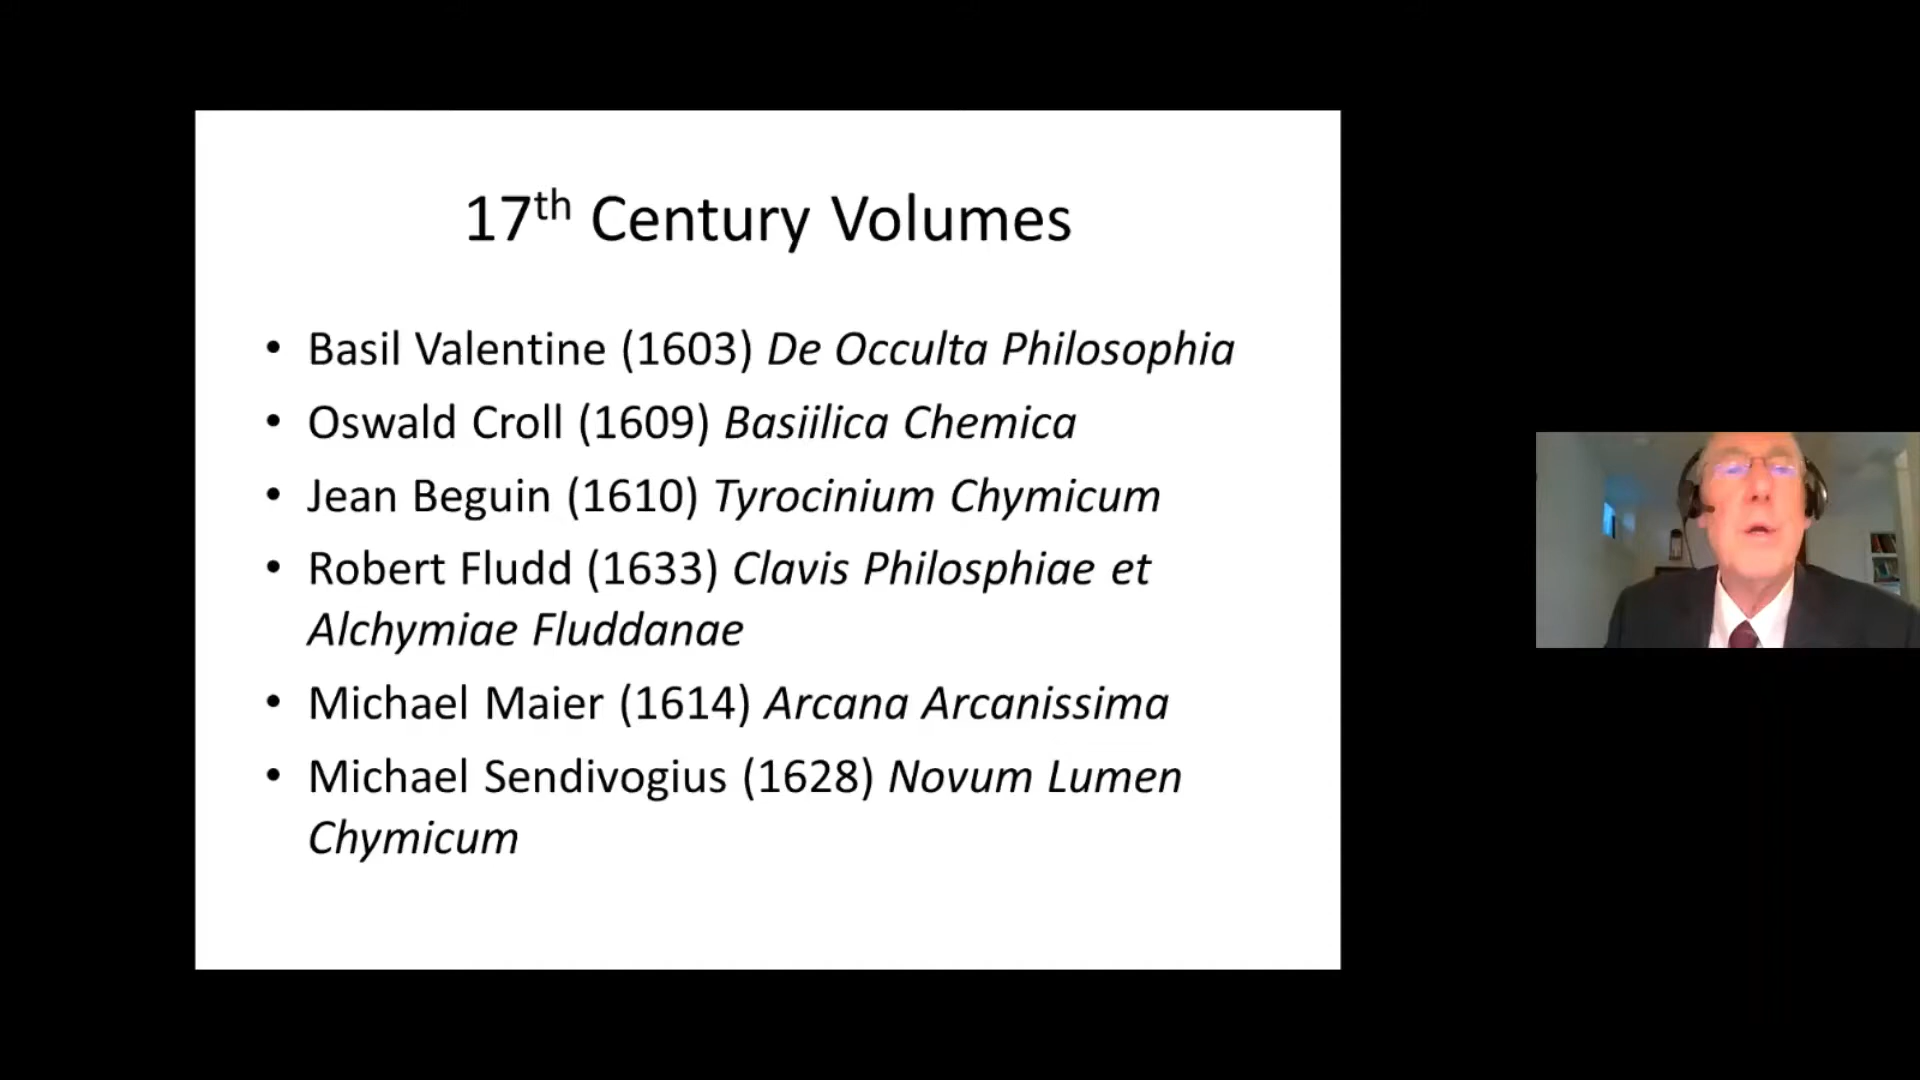 17th Century Volumes
• Basil Valentine (1603) De Occulta Philosophia
• Oswald Croll (1609) Basiilica Chemica
• Jean Beguin (1610) Tyrocinium Chymicum
• Robert Fludd (1633) Clavis Philosphiae et
Alchymiae Fluddanae
• Michael Maier (1614) Arcana Arcanissima
• Michael Sendivogius (1628) Novum Lumen
Chymicum